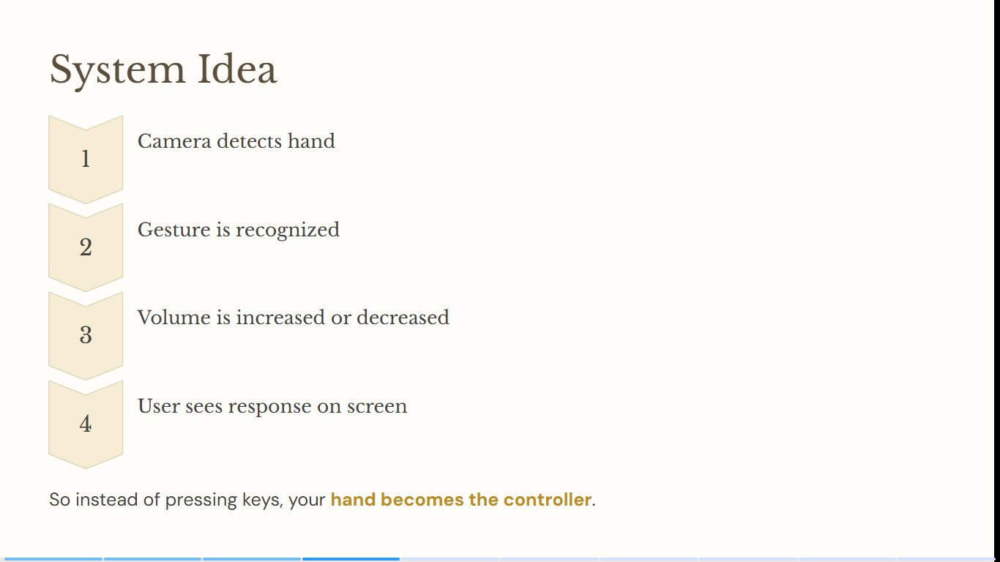 System Idea
1
Camera detects hand
2
Gesture is recognized
3
Volume is increased or decreased
4
User sees response on screen
So instead of pressing keys, your hand becomes the controller.